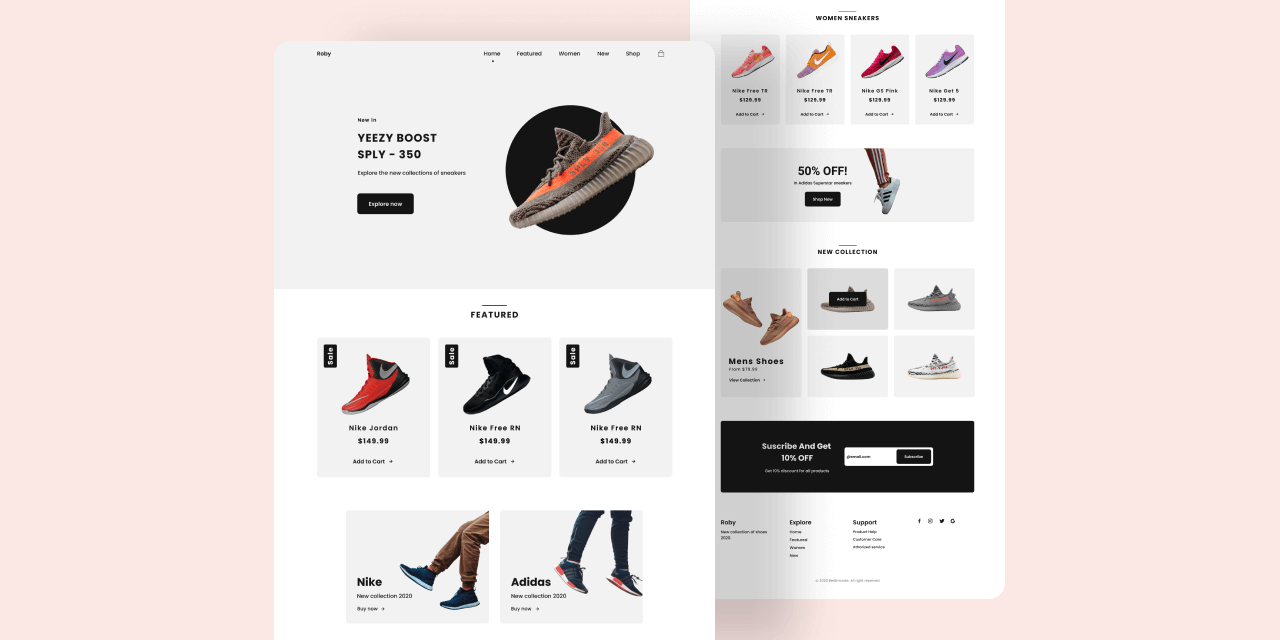 Roby
Home
Featured
Women
New
Shop
New in
YEEZY BOOST
SPLY - 350
Explore the new collections of sneakers
Explore now
SPLY-350
FEATURED
Sale
Nike Jordan
$149.99
Add to Cart →
Sale
Nike Free RN
$149.99
Add to Cart →
Sale
Nike Free RN
$149.99
Add to Cart →
Nike
New collection 2020
Buy now →
Adidas
New collection 2020
Buy now →
WOMEN SNEAKERS
Nike Free TR
$129.99
Add to Cart →
Nike Free TR
$129.99
Add to Cart →
Nike GS Pink
$129.99
Add to Cart →
Nike Get 5
$129.99
Add to Cart →
50% OFF!
In Adidas Superstar sneakers
Shop Now
NEW COLLECTION
Mens Shoes
From $79.99
View Collection →
Add to Cart
Suscribe And Get
10% OFF
Get 10% discount for all products
@email.com
Subscribe
Roby
New collection of shoes
2020.
Explore
Home
Featured
Women
New
Support
Product Help
Customer Care
Athorized service